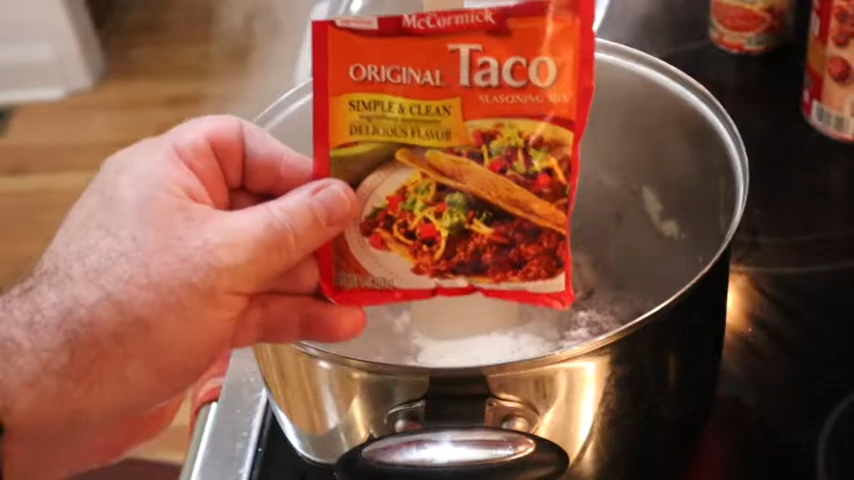 McCormick
ORIGINAL Taco
SEASONING MIX
SIMPLE & CLEAN
DELICIOUS FLAVOR